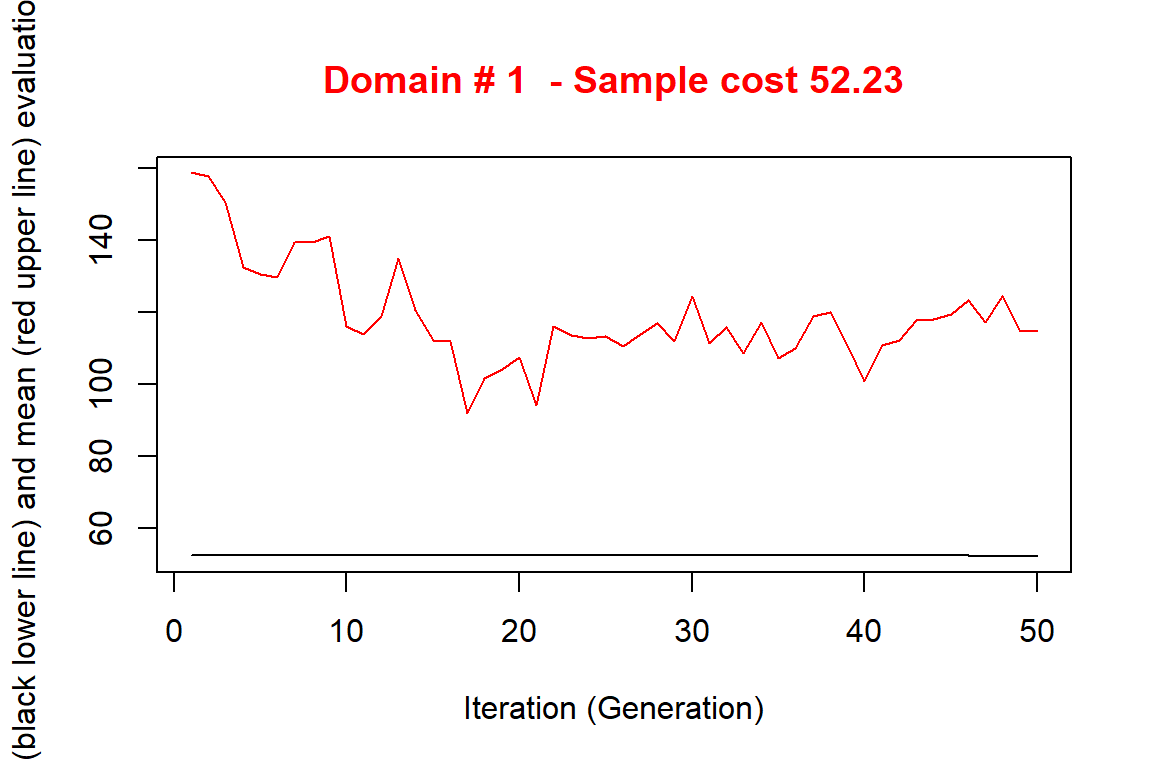 Domain # 1  - Sample cost 52.23
(black lower line) and mean (red upper line) evaluatio
140
100
80
60
0 10 20 30 40 50
Iteration (Generation)